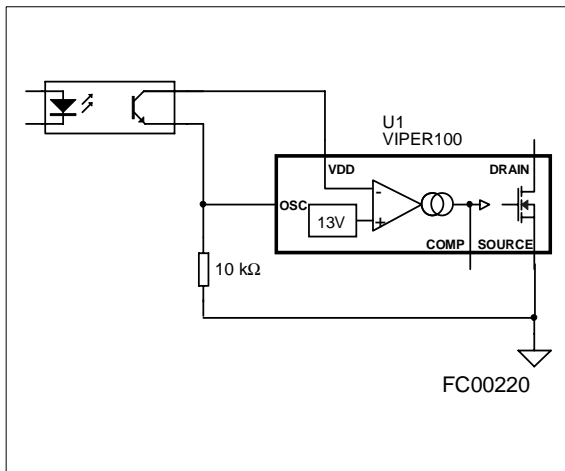 U1
VIPER100
VDD
DRAIN
OSC
-
13V
+
COMP SOURCE
10 kΩ
FC00220